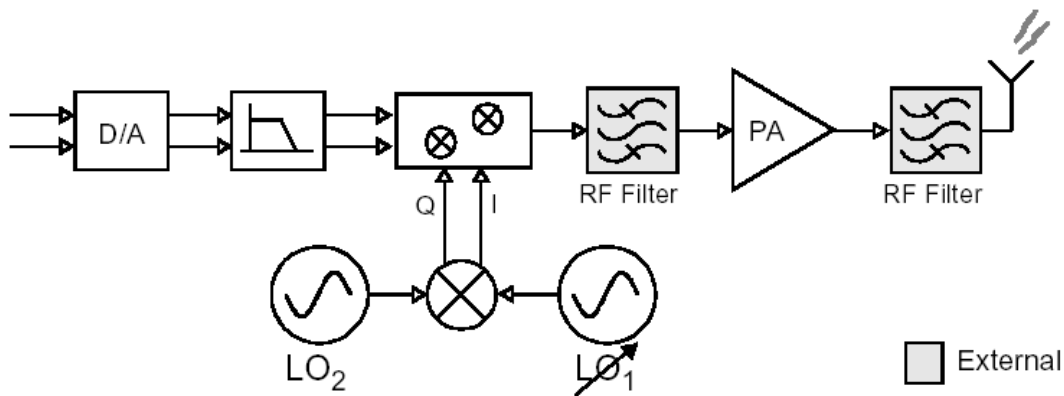 D/A
PA
RF Filter
RF Filter
Q
I
LO2
LO1
External